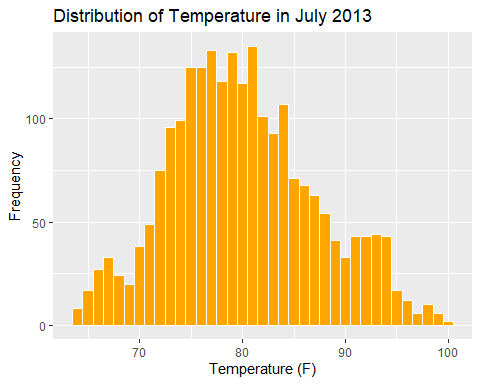 Distribution of Temperature in July 2013
Frequency
100
50
0
70 80 90 100
Temperature (F)